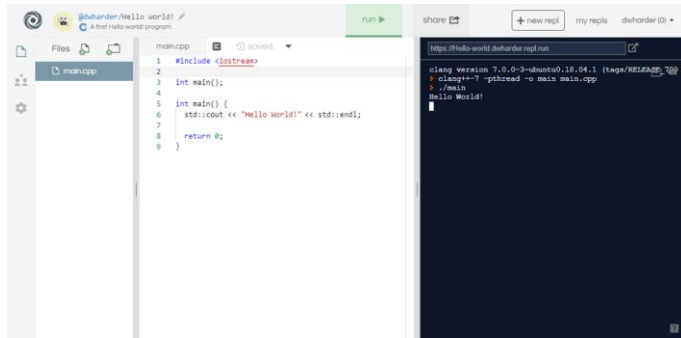 @dwharder/Hello world!
A first Hello world! program.
run
share
+ new repl
my repls
dwharder (0)
Files
main.cpp
main.cpp
saved
1 #include <iostream>
2
3 int main();
4
5 int main() {
6 std::cout << "Hello World!" << std::endl;
7
8 return 0;
9 }
https://Hello-world.dwharder.repl.run
clang version 7.0.0-3~ubuntu0.18.04.1 (tags/RELEASE_700
> clang++-7 -pthread -o main main.cpp
> ./main
Hello World!
?